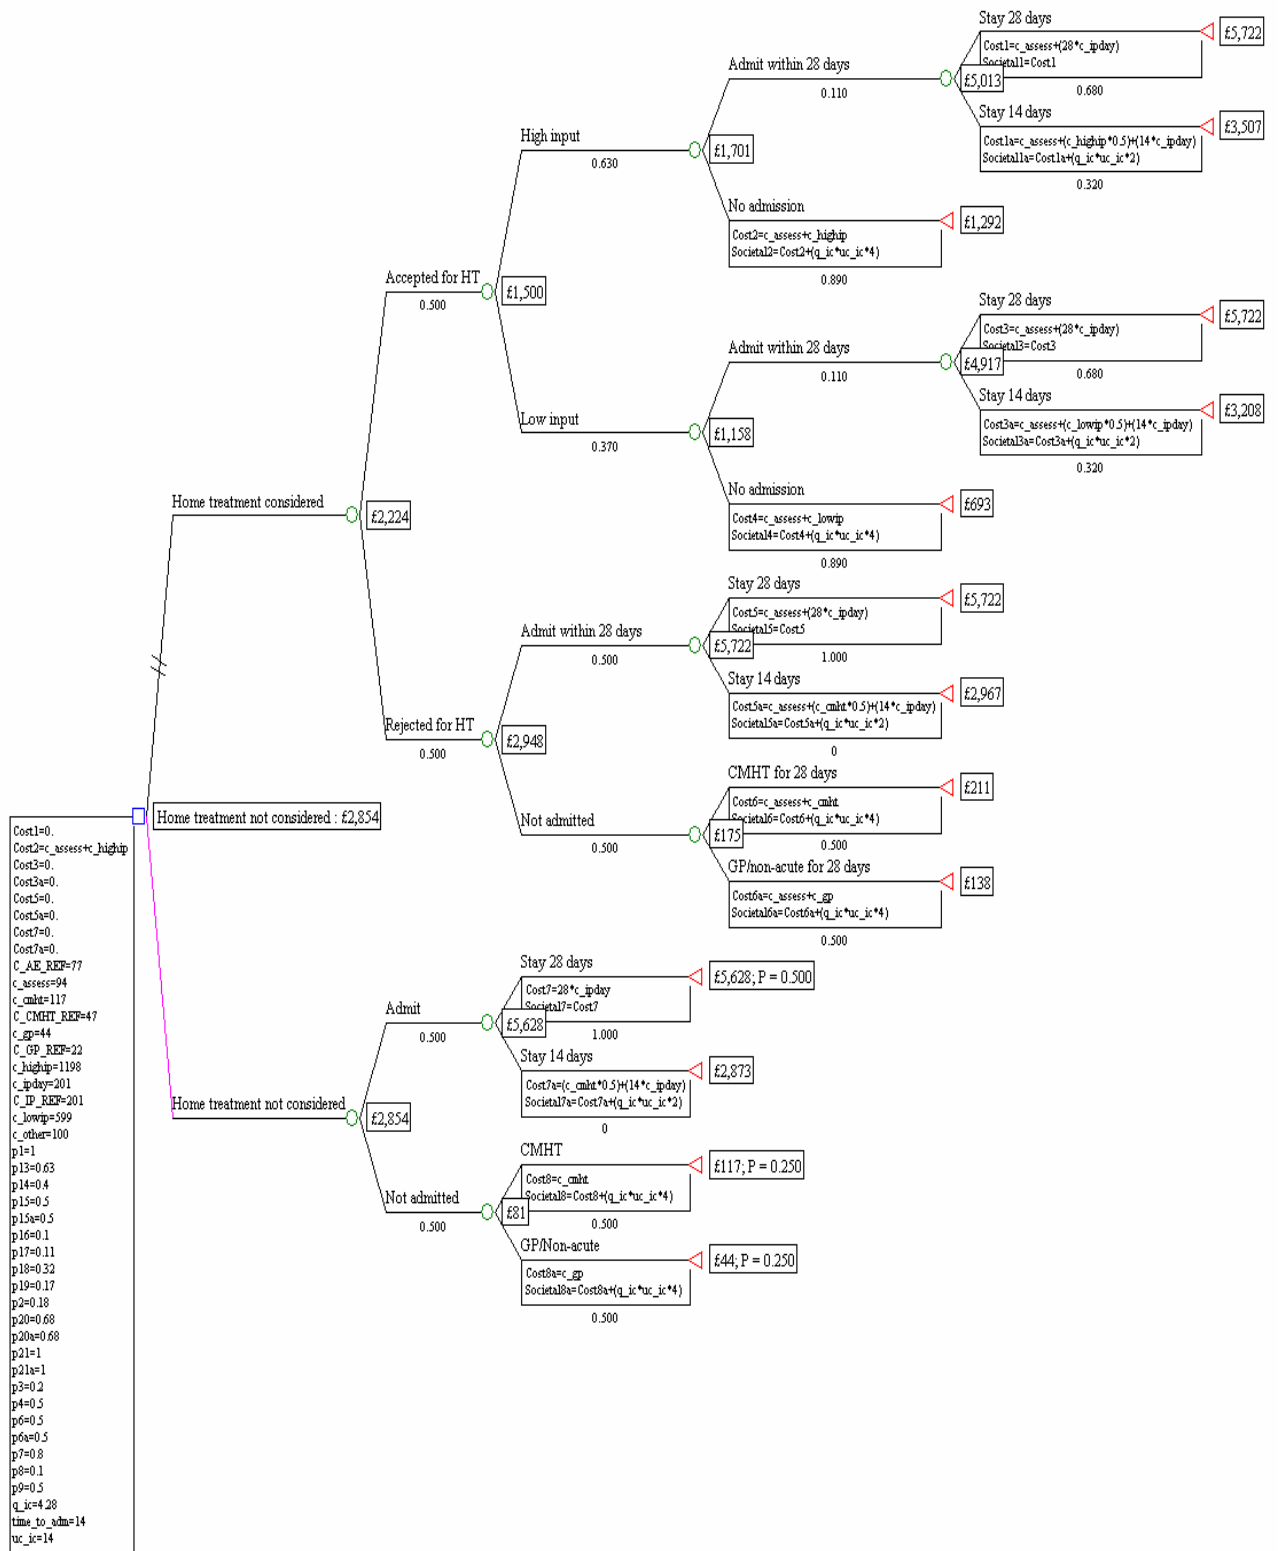 Stay 28 days
£5,722
Cost1=c_assess+(28*c_ipday)
Societal1=Cost1
0.680
Admit within 28 days
0.110
£5,013
Stay 14 days
£3,507
Cost1a=c_assess+(c_highip*0.5)+(14*c_ipday)
Societal1a=Cost1a+(q_ic*uc_ic*2)
0.320
High input
0.630
£1,701
No admission
£1,292
Cost2=c_assess+c_highip
Societal2=Cost2+(q_ic*uc_ic*4)
0.890
Accepted for HT
0.500
£1,500
Stay 28 days
£5,722
Cost3=c_assess+(28*c_ipday)
Societal3=Cost3
0.680
Admit within 28 days
0.110
£4,917
Stay 14 days
£3,208
Cost3a=c_assess+(c_lowip*0.5)+(14*c_ipday)
Societal3a=Cost3a+(q_ic*uc_ic*2)
0.320
Low input
0.370
£1,158
No admission
£693
Cost4=c_assess+c_lowip
Societal4=Cost4+(q_ic*uc_ic*4)
0.890
Home treatment considered
£2,224
Stay 28 days
£5,722
Cost5=c_assess+(28*c_ipday)
Societal5=Cost5
1.000
Admit within 28 days
0.500
£5,722
Stay 14 days
£2,967
Cost5a=c_assess+(c_cmht*0.5)+(14*c_ipday)
Societal5a=Cost5a+(q_ic*uc_ic*2)
0
Rejected for HT
0.500
£2,948
CMHT for 28 days
£211
Cost6=c_assess+c_cmht
Societal6=Cost6+(q_ic*uc_ic*4)
0.500
Not admitted
0.500
£175
GP/non-acute for 28 days
£138
Cost6a=c_assess+c_gp
Societal6a=Cost6a+(q_ic*uc_ic*4)
0.500
Home treatment not considered : £2,854
Stay 28 days
£5,628; P = 0.500
Cost7=28*c_ipday
Societal7=Cost7
1.000
Admit
0.500
£5,628
Stay 14 days
£2,873
Cost7a=(c_cmht*0.5)+(14*c_ipday)
Societal7a=Cost7a+(q_ic*uc_ic*2)
0
Home treatment not considered
£2,854
CMHT
£117; P = 0.250
Cost8=c_cmht
Societal8=Cost8+(q_ic*uc_ic*4)
0.500
Not admitted
0.500
£81
GP/Non-acute
£44; P = 0.250
Cost8a=c_gp
Societal8a=Cost8a+(q_ic*uc_ic*4)
0.500
Cost1=0.
Cost2=c_assess+c_highip
Cost3=0.
Cost3a=0.
Cost5=0.
Cost5a=0.
Cost7=0.
Cost7a=0.
C_AE_REF=77
c_assess=94
c_cmht=117
C_CMHT_REF=47
c_gp=44
C_GP_REF=22
c_highip=1198
c_ipday=201
C_IP_REF=201
c_lowip=599
c_other=100
p1=1
p13=0.63
p14=0.4
p15=0.5
p15a=0.5
p16=0.1
p17=0.11
p18=0.32
p19=0.17
p2=0.18
p20=0.68
p20a=0.68
p21=1
p21a=1
p3=0.2
p4=0.5
p6=0.5
p6a=0.5
p7=0.8
p8=0.1
p9=0.5
q_ic=4.28
time_to_adm=14
uc_ic=14